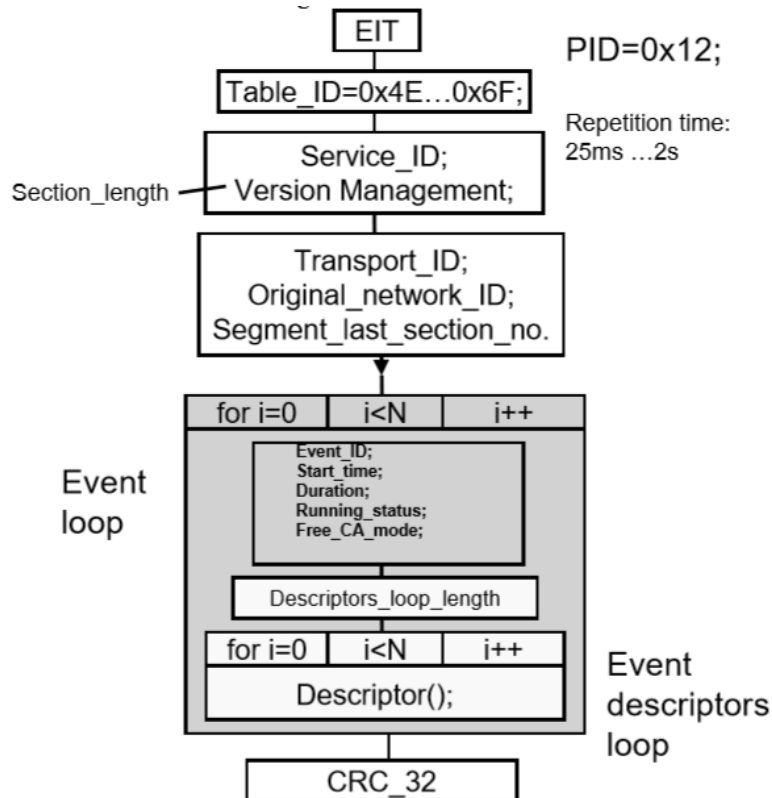 EIT
PID=0x12;
Table_ID=0x4E...0x6F;
Repetition time:
25ms ...2s
Service_ID;
Version Management;
Section_length
Transport_ID;
Original_network_ID;
Segment_last_section_no.
for i=0 i<N i++
Event
loop
Event_ID;
Start_time;
Duration;
Running_status;
Free_CA_mode;
Descriptors_loop_length
for i=0 i<N i++
Descriptor();
Event
descriptors
loop
CRC_32